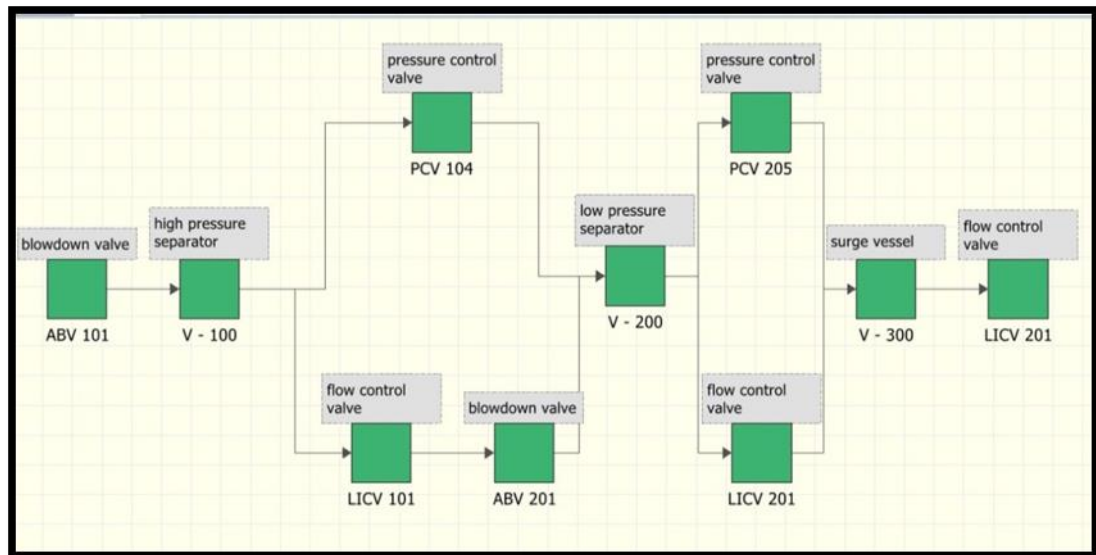 pressure control
valve
PCV 104
pressure control
valve
PCV 205
blowdown valve
ABV 101
high pressure
separator
V - 100
low pressure
separator
V - 200
surge vessel
V - 300
flow control
valve
LICV 201
flow control
valve
LICV 101
blowdown valve
ABV 201
flow control
valve
LICV 201